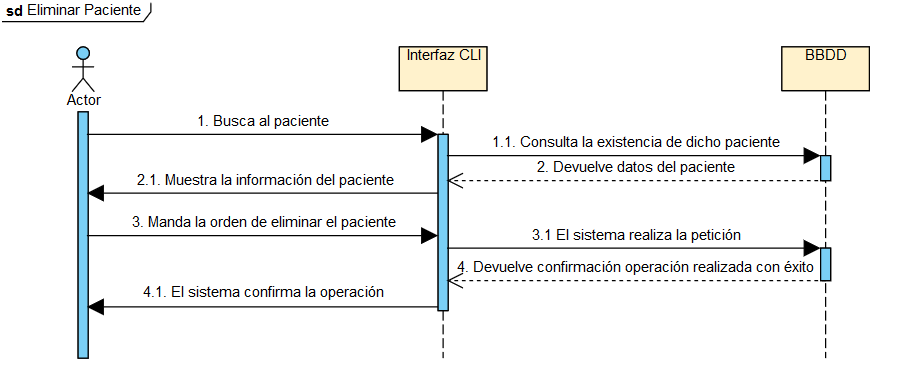 sd Eliminar Paciente
Actor
Interfaz CLI
BBDD
1. Busca al paciente
1.1. Consulta la existencia de dicho paciente
2. Devuelve datos del paciente
2.1. Muestra la información del paciente
3. Manda la orden de eliminar el paciente
3.1 El sistema realiza la petición
4. Devuelve confirmación operación realizada con éxito
4.1. El sistema confirma la operación